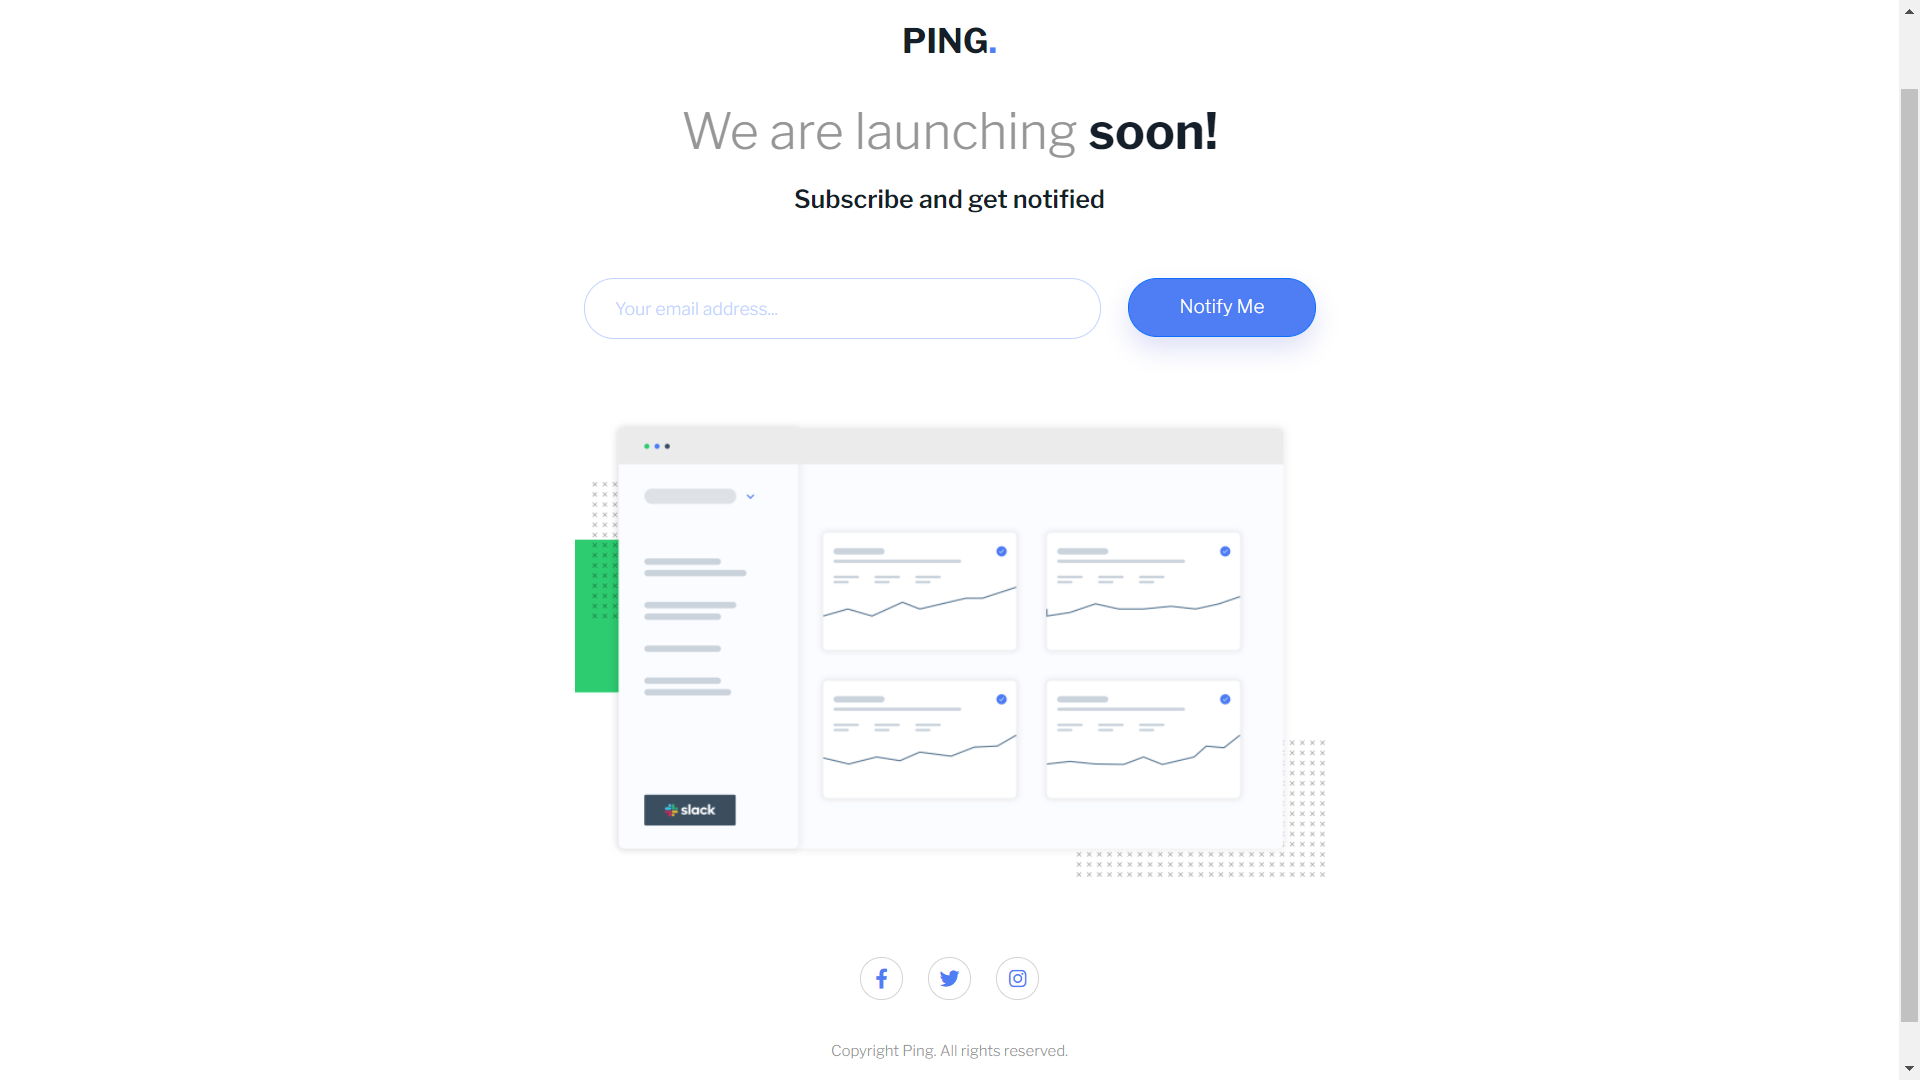 PING.
We are launching soon!
Subscribe and get notified
Your email address...
Notify Me
slack
Copyright Ping. All rights reserved.